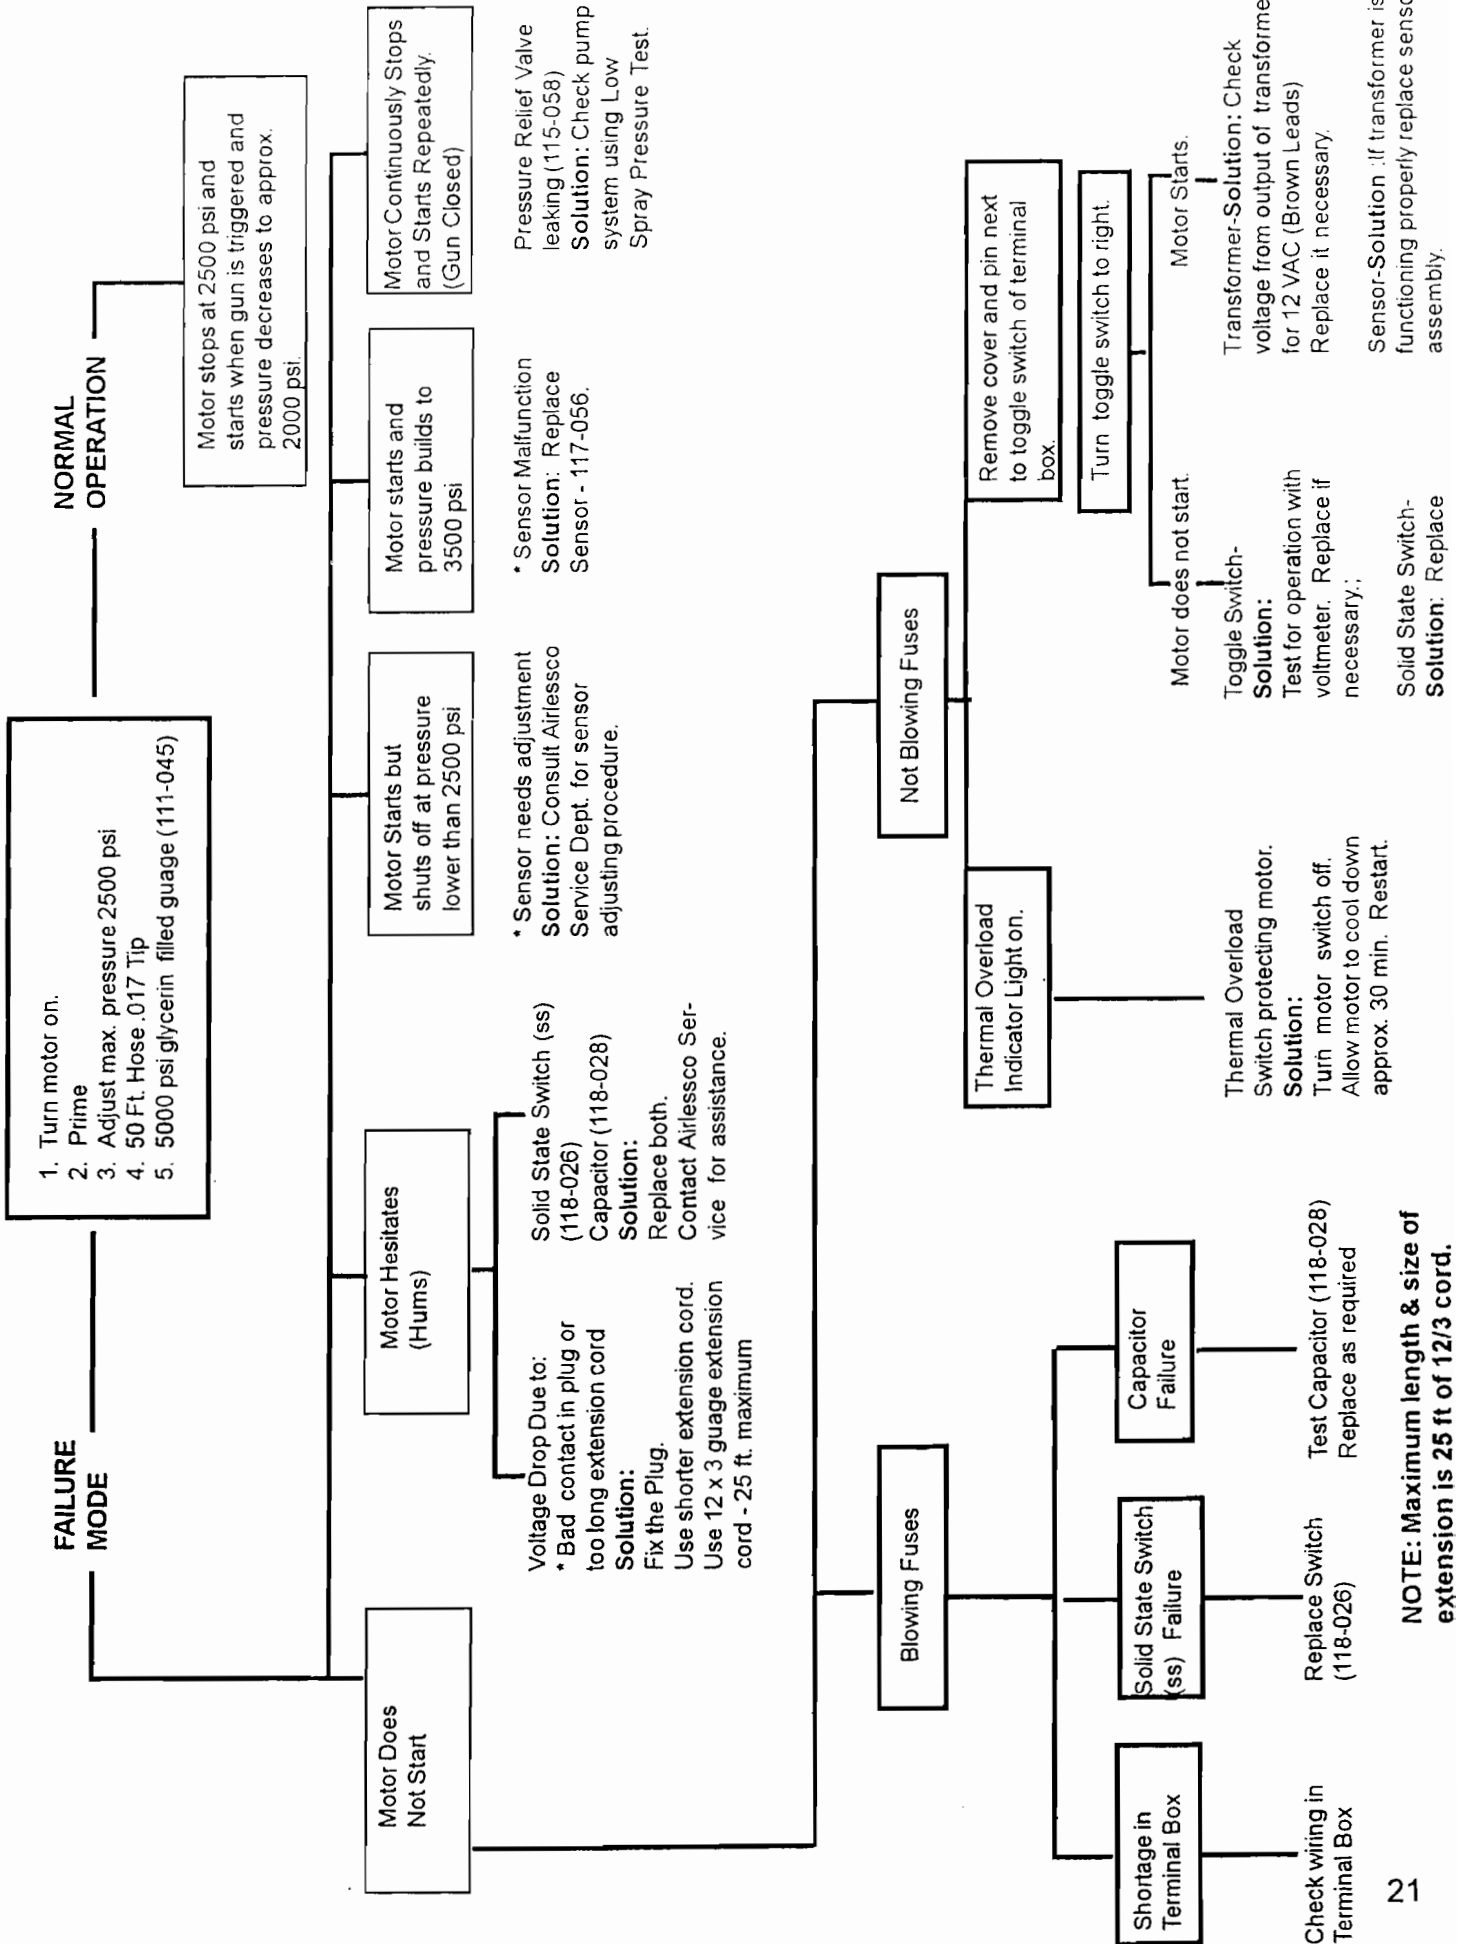 1. Turn motor on.
2. Prime
3. Adjust max. pressure 2500 psi
4. 50 Ft. Hose .017 Tip
5. 5000 psi glycerin filled guage (111-045)
FAILURE
MODE
NORMAL
OPERATION
Motor stops at 2500 psi and
starts when gun is triggered and
pressure decreases to approx.
2000 psi.
Motor Does
Not Start
Motor Hesitates
(Hums)
Motor Starts but
shuts off at pressure
lower than 2500 psi
Motor starts and
pressure builds to
3500 psi
Motor Continuously Stops
and Starts Repeatedly.
(Gun Closed)
Voltage Drop Due to:
* Bad contact in plug or
too long extension cord
Solution:
Fix the Plug.
Use shorter extension cord.
Use 12 x 3 guage extension
cord - 25 ft. maximum
Solid State Switch (ss)
(118-026)
Capacitor (118-028)
Solution:
Replace both.
Contact Airlessco Ser-
vice for assistance.
* Sensor needs adjustment
Solution: Consult Airlessco
Service Dept. for sensor
adjusting procedure.
* Sensor Malfunction
Solution: Replace
Sensor - 117-056.
Pressure Relief Valve
leaking (115-058)
Solution: Check pump
system using Low
Spray Pressure Test.
Blowing Fuses
Not Blowing Fuses
Shortage in
Terminal Box
Solid State Switch
(ss) Failure
Capacitor
Failure
Thermal Overload
Indicator Light on.
Remove cover and pin next
to toggle switch of terminal
box.
Turn toggle switch to right.
Motor does not start.
Motor Starts.
Check wiring in
Terminal Box
Replace Switch
(118-026)
Test Capacitor (118-028)
Replace as required
Thermal Overload
Switch protecting motor.
Solution:
Turn motor switch off.
Allow motor to cool down
approx. 30 min. Restart.
Toggle Switch-
Solution:
Test for operation with
voltmeter. Replace if
necessary.;
Solid State Switch-
Solution: Replace
Transformer-Solution: Check
voltage from output of transforme
for 12 VAC (Brown Leads)
Replace it necessary.
Sensor-Solution :If transformer is
functioning properly replace senso
assembly.
NOTE: Maximum length & size of
extension is 25 ft of 12/3 cord.
21